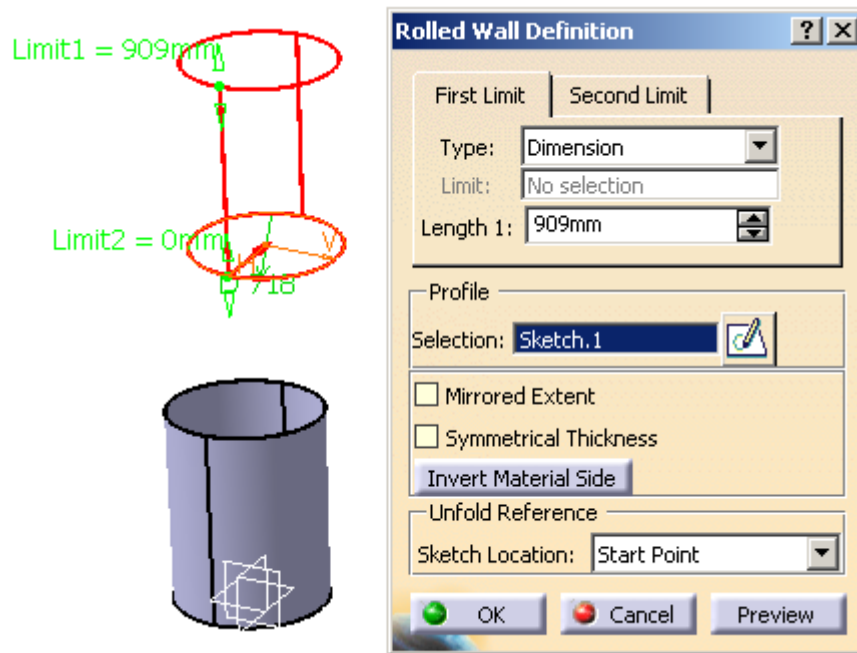 Limit1 = 909mm
Limit2 = 0mm
V
Rolled Wall Definition
First Limit
Second Limit
Type: Dimension
Limit: No selection
Length 1: 909mm
Profile
Selection: Sketch.1
Mirrored Extent
Symmetrical Thickness
Invert Material Side
Unfold Reference
Sketch Location: Start Point
OK Cancel Preview